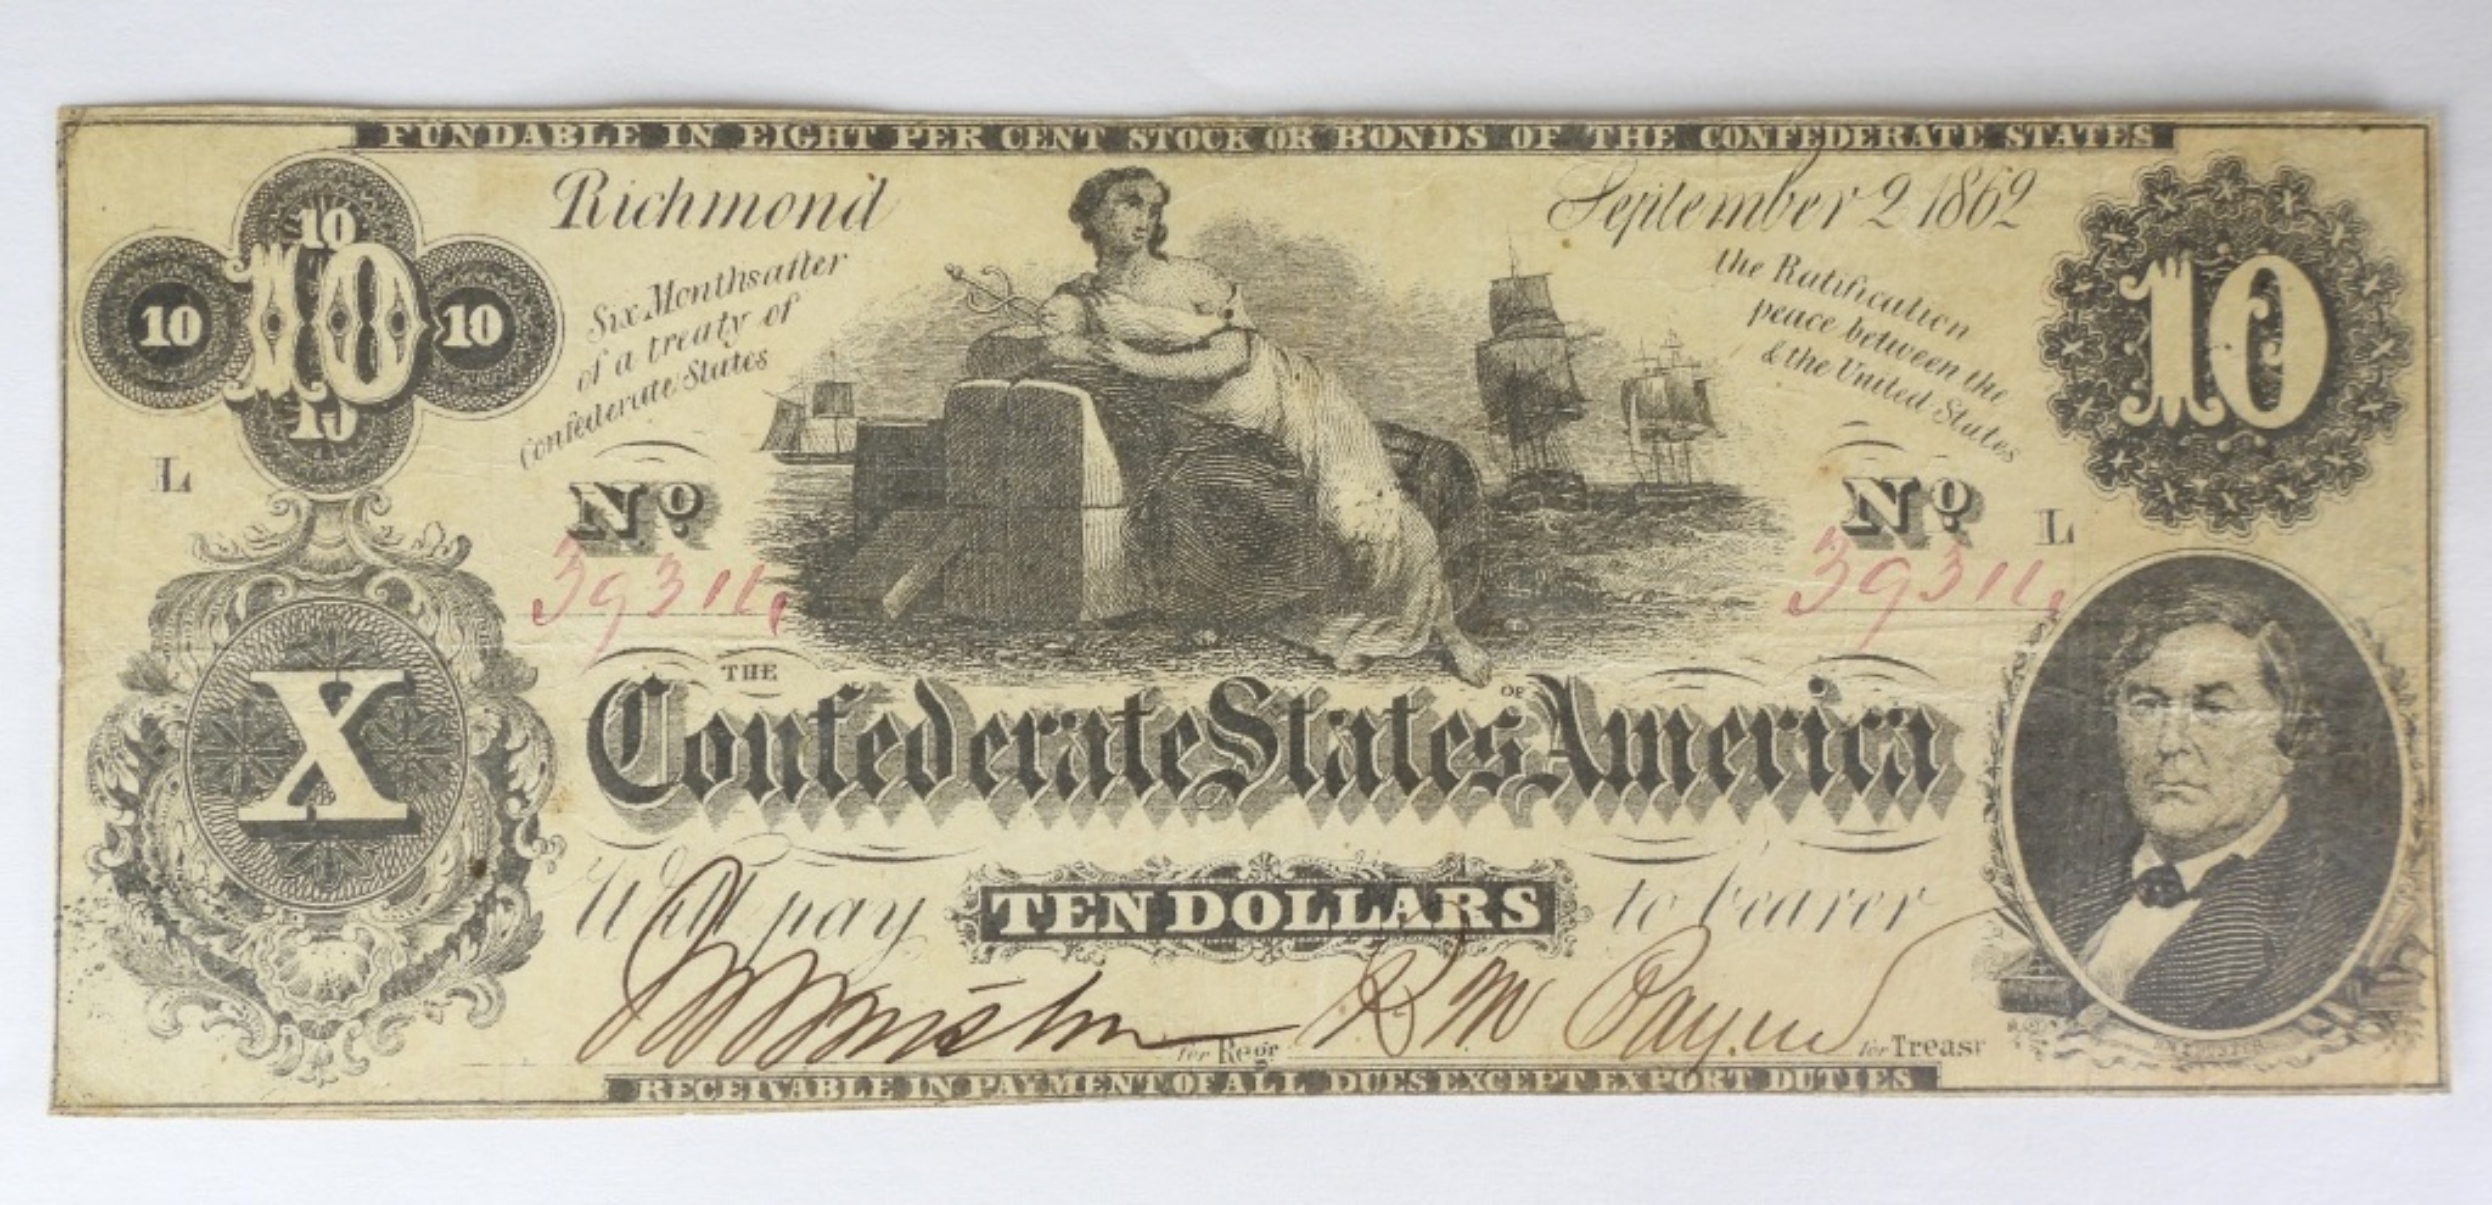 FUNDABLE IN EIGHT PER CENT STOCK OR BONDS OF THE CONFEDERATE STATES
Richmond
September 2 1862
Six Months after
of a treaty of
Confederate States
the Ratification
peace between the
& the United States
10
10
10
10
10
10
L
L
Nº
Nº
X
THE
Confederate States OF America
Will pay TEN DOLLARS to bearer
R M Payne
for Regr
for Treasr
RECEIVABLE IN PAYMENT OF ALL DUES EXCEPT EXPORT DUTIES